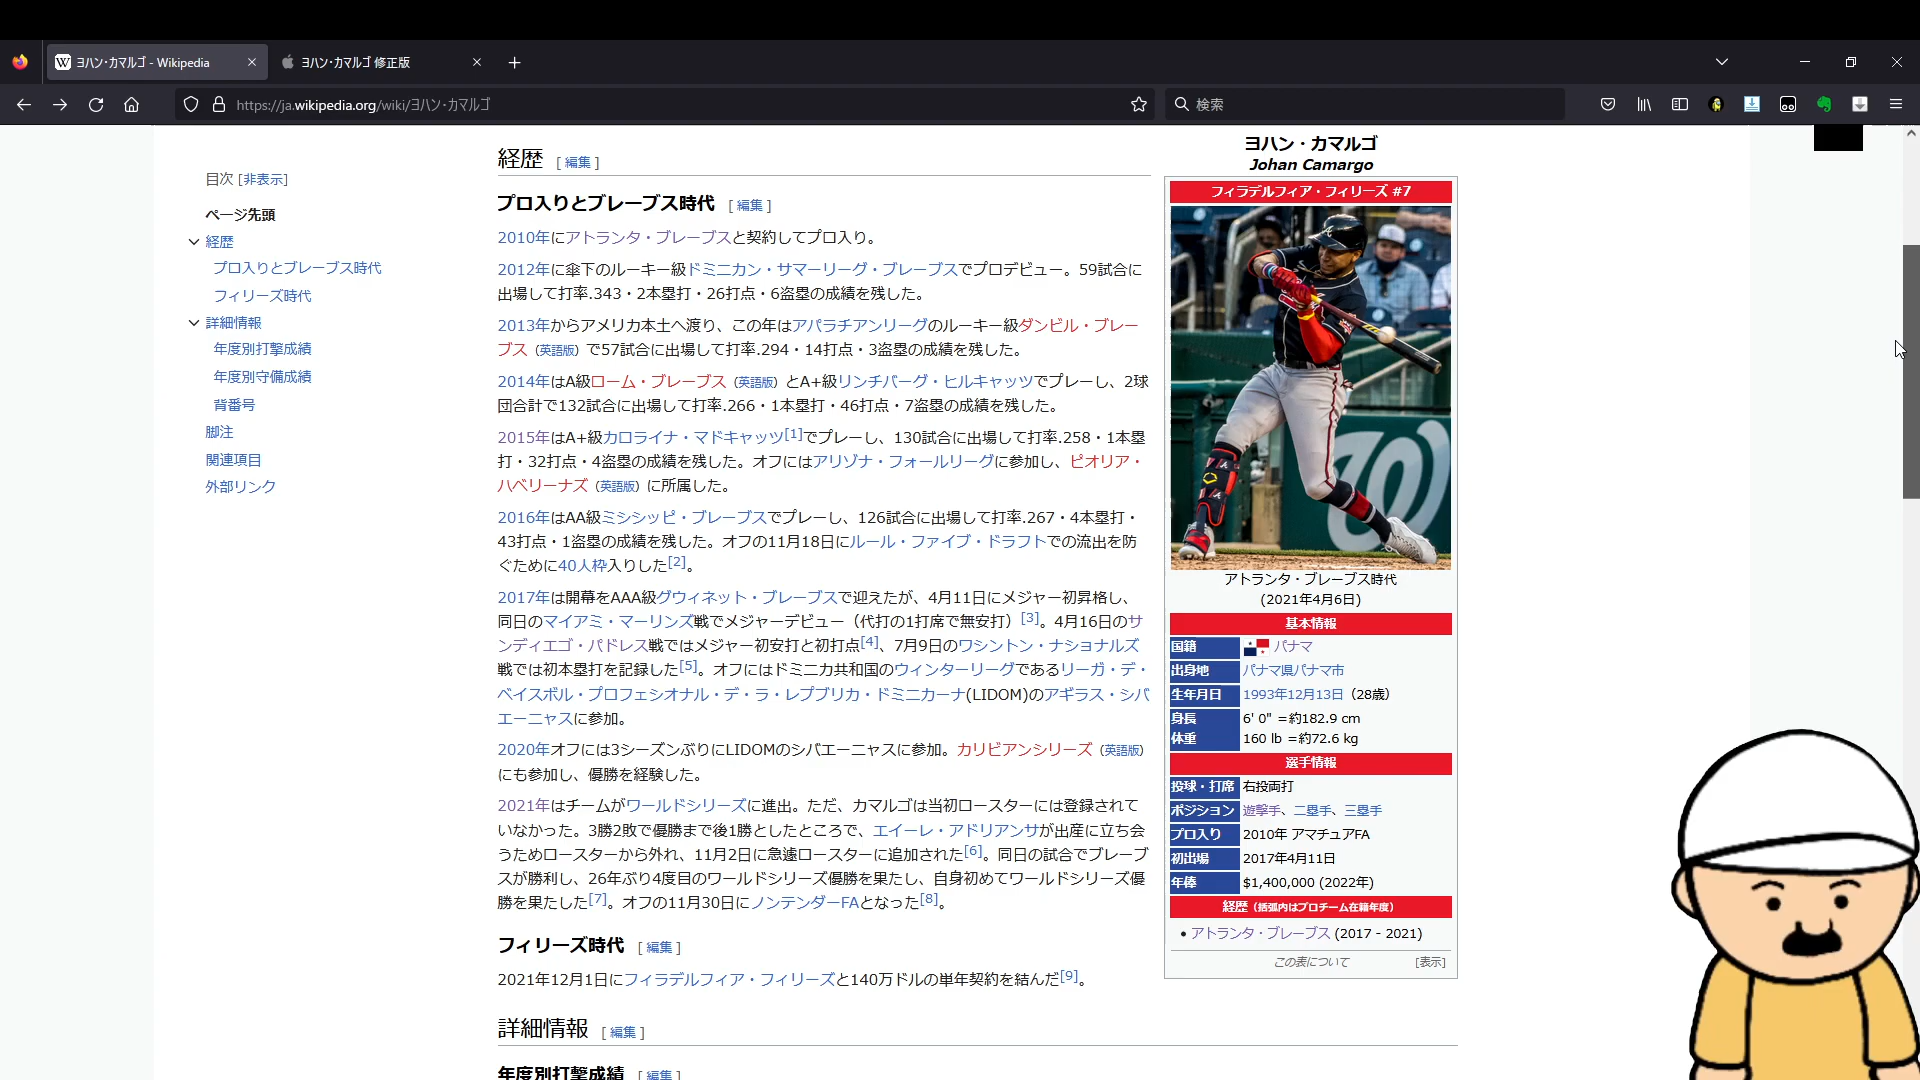 ヨハン・カマルゴ - Wikipedia
ヨハン・カマルゴ 修正版
https://ja.wikipedia.org/wiki/ヨハン・カマルゴ
検索
目次 [非表示]
ページ先頭
経歴
プロ入りとブレーブス時代
フィリーズ時代
詳細情報
年度別打撃成績
年度別守備成績
背番号
脚注
関連項目
外部リンク
経歴 [ 編集 ]
プロ入りとブレーブス時代 [ 編集 ]
2010年にアトランタ・ブレーブスと契約してプロ入り。
2012年に傘下のルーキー級ドミニカン・サマーリーグ・ブレーブスでプロデビュー。59試合に
出場して打率.343・2本塁打・26打点・6盗塁の成績を残した。
2013年からアメリカ本土へ渡り、この年はアパラチアンリーグのルーキー級ダンビル・ブレー
ブス（英語版）で57試合に出場して打率.294・14打点・3盗塁の成績を残した。
2014年はA級ローム・ブレーブス（英語版）とA+級リンチバーグ・ヒルキャッツでプレーし、2球
団合計で132試合に出場して打率.266・1本塁打・46打点・7盗塁の成績を残した。
2015年はA+級カロライナ・マドキャッツ[1]でプレーし、130試合に出場して打率.258・1本塁
打・32打点・4盗塁の成績を残した。オフにはアリゾナ・フォールリーグに参加し、ピオリア・
ハベリーナズ（英語版）に所属した。
2016年はAA級ミシシッピ・ブレーブスでプレーし、126試合に出場して打率.267・4本塁打・
43打点・1盗塁の成績を残した。オフの11月18日にルール・ファイブ・ドラフトでの流出を防
ぐために40人枠入りした[2]。
2017年は開幕をAAA級グウィネット・ブレーブスで迎えたが、4月11日にメジャー初昇格し、
同日のマイアミ・マーリンズ戦でメジャーデビュー（代打の1打席で無安打）[3]。4月16日のサ
ンディエゴ・パドレス戦ではメジャー初安打と初打点[4]、7月9日のワシントン・ナショナルズ
戦では初本塁打を記録した[5]。オフにはドミニカ共和国のウィンターリーグであるリーガ・デ・
ベイスボル・プロフェシオナル・デ・ラ・レプブリカ・ドミニカーナ(LIDOM)のアギラス・シバ
エーニャスに参加。
2020年オフには3シーズンぶりにLIDOMのシバエーニャスに参加。カリビアンシリーズ（英語版）
にも参加し、優勝を経験した。
2021年はチームがワールドシリーズに進出。ただ、カマルゴは当初ロースターには登録されて
いなかった。3勝2敗で優勝まで後1勝としたところで、エイーレ・アドリアンサが出産に立ち会
うためロースターから外れ、11月2日に急遽ロースターに追加された[6]。同日の試合でブレーブ
スが勝利し、26年ぶり4度目のワールドシリーズ優勝を果たし、自身初めてワールドシリーズ優
勝を果たした[7]。オフの11月30日にノンテンダーFAとなった[8]。
フィリーズ時代 [ 編集 ]
2021年12月1日にフィラデルフィア・フィリーズと140万ドルの単年契約を結んだ[9]。
詳細情報 [ 編集 ]
年度別打撃成績 [ 編集 ]
ヨハン・カマルゴ
Johan Camargo
フィラデルフィア・フィリーズ #7
アトランタ・ブレーブス時代
(2021年4月6日)
基本情報
国籍 パナマ
出身地 パナマ県パナマ市
生年月日 1993年12月13日（28歳）
身長 6' 0" ＝約182.9 cm
体重 160 lb ＝約72.6 kg
選手情報
投球・打席 右投両打
ポジション 遊撃手、二塁手、三塁手
プロ入り 2010年 アマチュアFA
初出場 2017年4月11日
年俸 $1,400,000 (2022年)
経歴（括弧内はプロチーム在籍年度）
• アトランタ・ブレーブス (2017 - 2021)
この表について [表示]